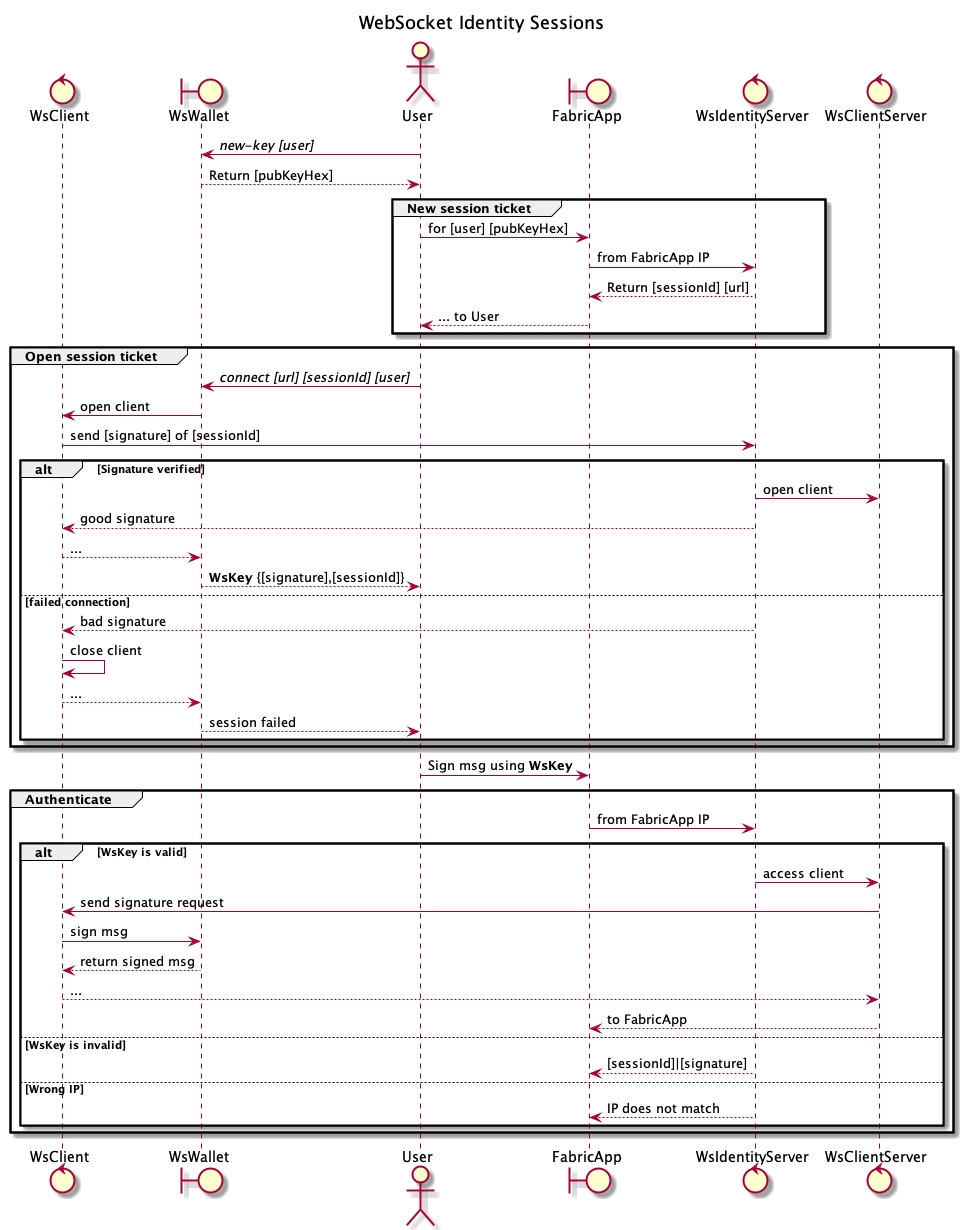 WebSocket Identity Sessions
WsClient WsWallet User FabricApp WsIdentityServer WsClientServer
new-key [user]
Return [pubKeyHex]
New session ticket
for [user] [pubKeyHex]
from FabricApp IP
Return [sessionId] [url]
... to User
Open session ticket
connect [url] [sessionId] [user]
open client
send [signature] of [sessionId]
alt [Signature verified]
open client
good signature
...
WsKey {[signature],[sessionId]}
[failed connection]
bad signature
close client
...
session failed
Sign msg using WsKey
Authenticate
from FabricApp IP
alt [WsKey is valid]
access client
send signature request
sign msg
return signed msg
...
to FabricApp
[WsKey is invalid]
[sessionId]|[signature]
[Wrong IP]
IP does not match
WsClient WsWallet User FabricApp WsIdentityServer WsClientServer